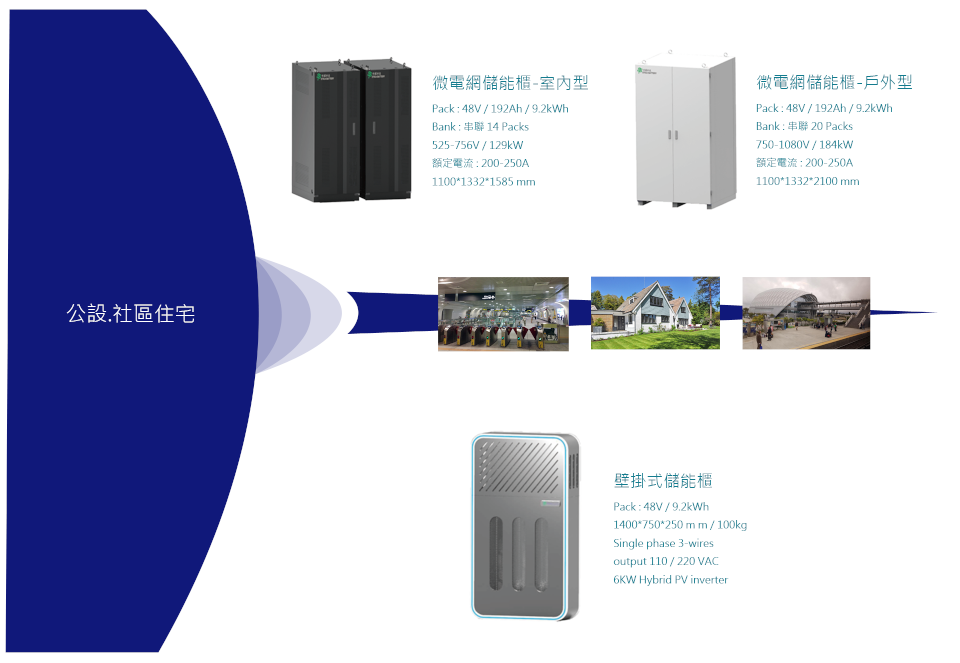 微電網儲能櫃-室內型
Pack : 48V / 192Ah / 9.2kWh
Bank : 串聯 14 Packs
525-756V / 129kW
額定電流 : 200-250A
1100*1332*1585 mm
微電網儲能櫃-戶外型
Pack : 48V / 192Ah / 9.2kWh
Bank : 串聯 20 Packs
750-1080V / 184kW
額定電流 : 200-250A
1100*1332*2100 mm
公設.社區住宅
壁掛式儲能櫃
Pack : 48V / 9.2kWh
1400*750*250 m m / 100kg
Single phase 3-wires
output 110 / 220 VAC
6KW Hybrid PV inverter